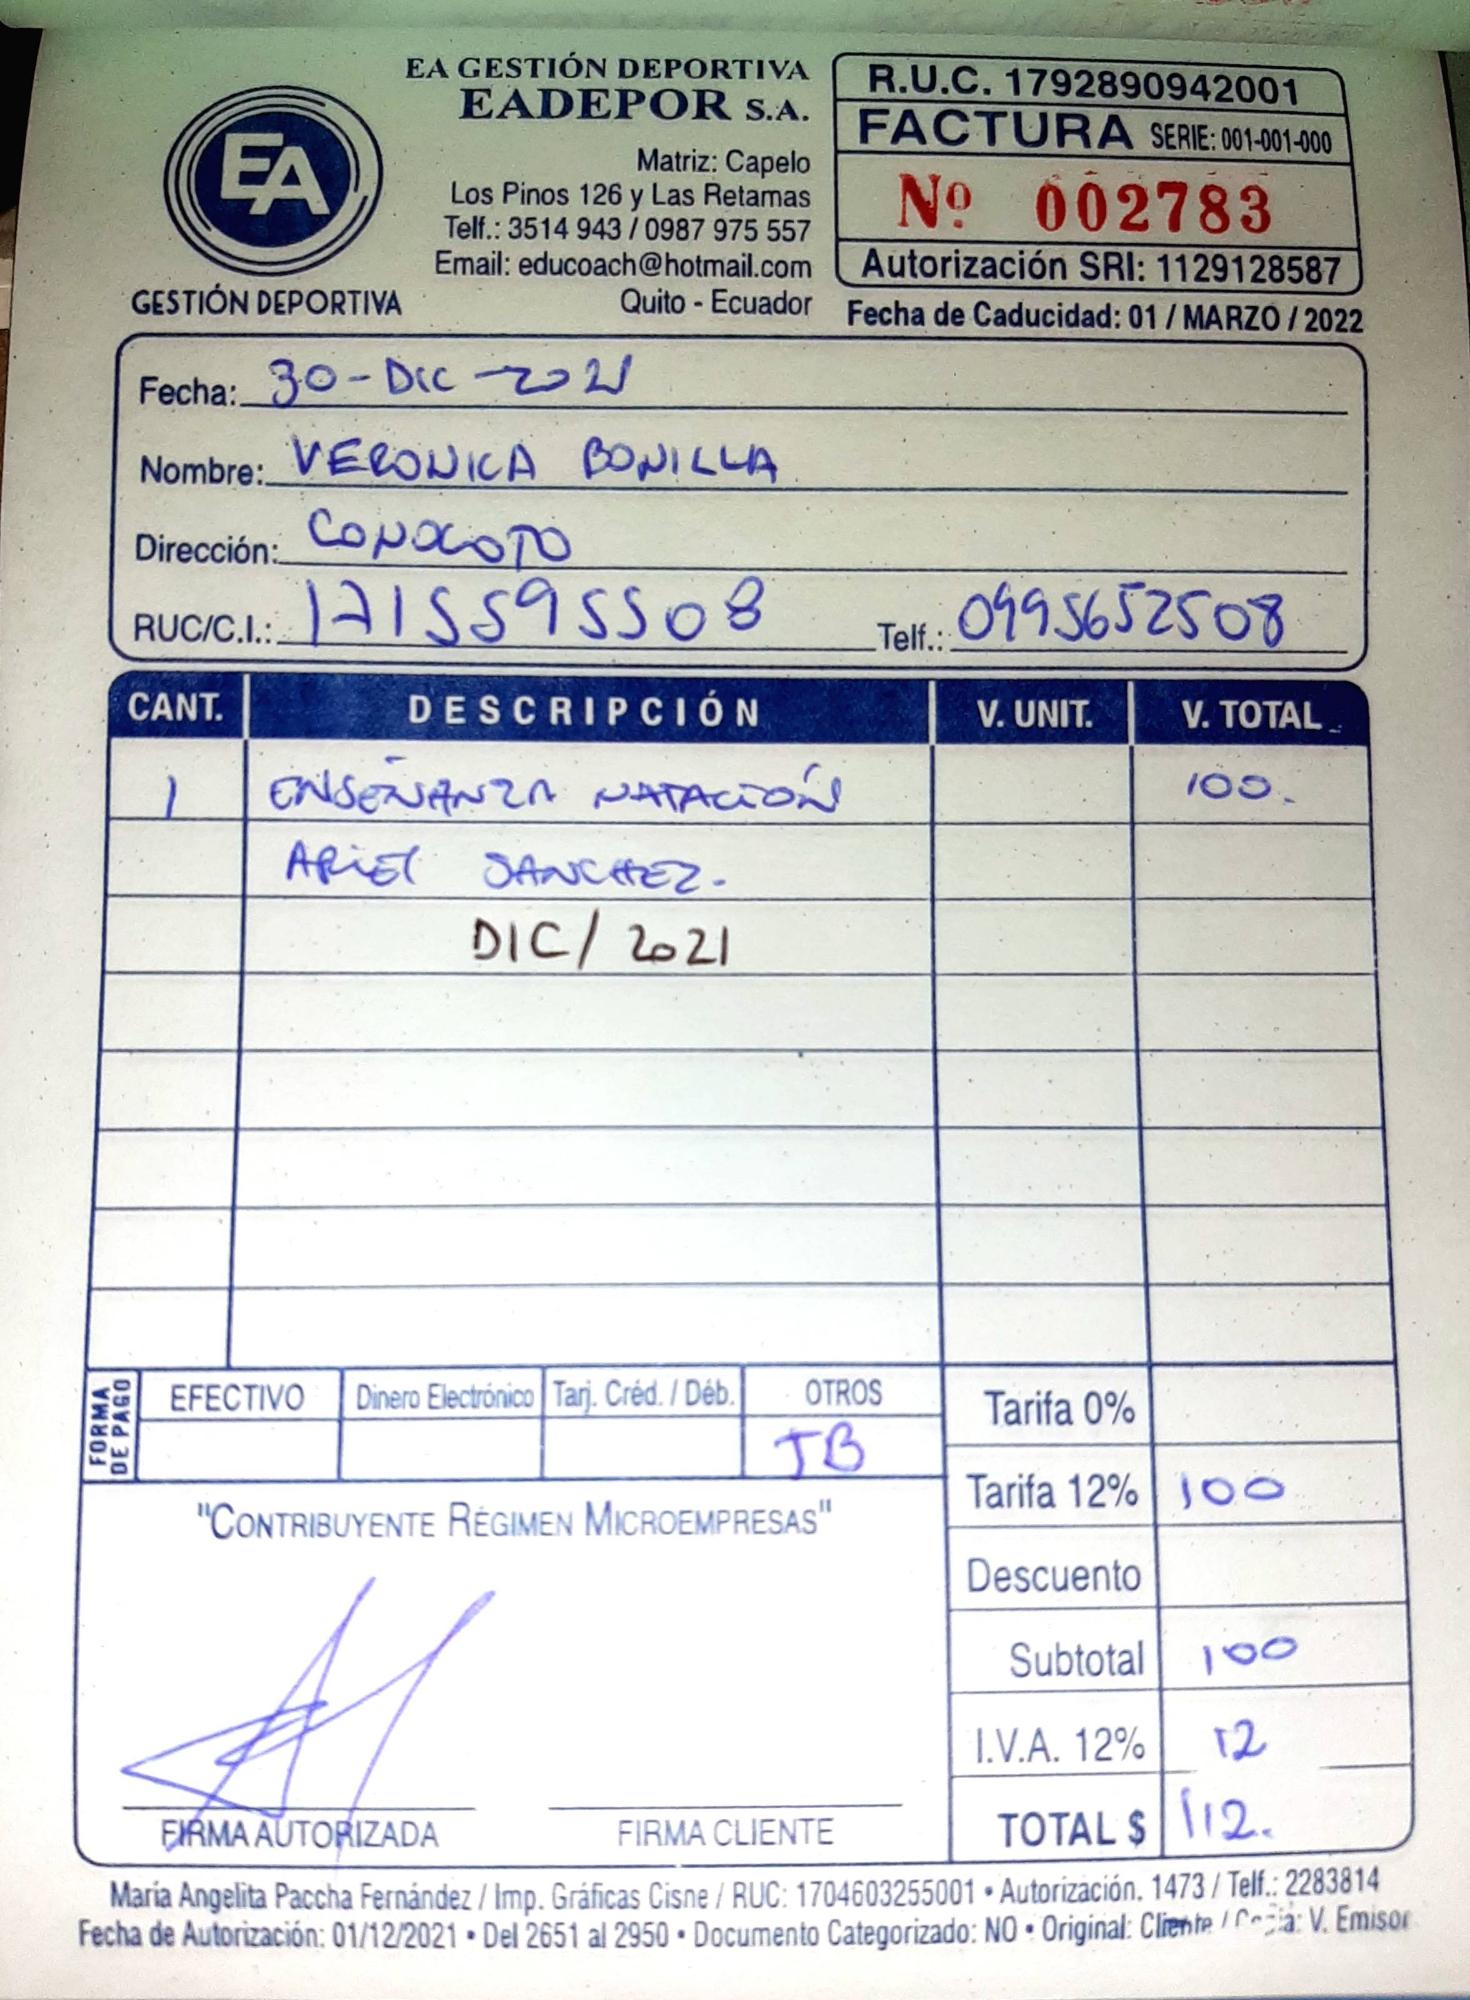 EA GESTIÓN DEPORTIVA
EADEPOR S.A.
Matriz: Capelo
Los Pinos 126 y Las Retamas
Telf.: 3514 943 / 0987 975 557
Email: educoach@hotmail.com
Quito - Ecuador
EA
GESTIÓN DEPORTIVA
R.U.C. 1792890942001
FACTURA SERIE: 001-001-000
Nº 002783
Autorización SRI: 1129128587
Fecha de Caducidad: 01 / MARZO / 2022
Fecha: 30-DIC-2021
Nombre: VERONICA BONILLA
Dirección: CONOCOTO
RUC/C.I.: 1715595508 Telf.: 0995652508
CANT. DESCRIPCIÓN V. UNIT. V. TOTAL
1 ENSEÑANZA NATACIÓN 100.
ARIEL SANCHEZ.
DIC/2021
FORMA DE PAGO EFECTIVO Dinero Electrónico Tarj. Créd. / Déb. OTROS
TB
Tarifa 0%
Tarifa 12% 100
Descuento
Subtotal 100
I.V.A. 12% 12
TOTAL $ 112.
"CONTRIBUYENTE RÉGIMEN MICROEMPRESAS"
FIRMA AUTORIZADA FIRMA CLIENTE
María Angelita Paccha Fernández / Imp. Gráficas Cisne / RUC: 1704603255001 • Autorización. 1473 / Telf.: 2283814
Fecha de Autorización: 01/12/2021 • Del 2651 al 2950 • Documento Categorizado: NO • Original: Cliente / Copia: V. Emisor